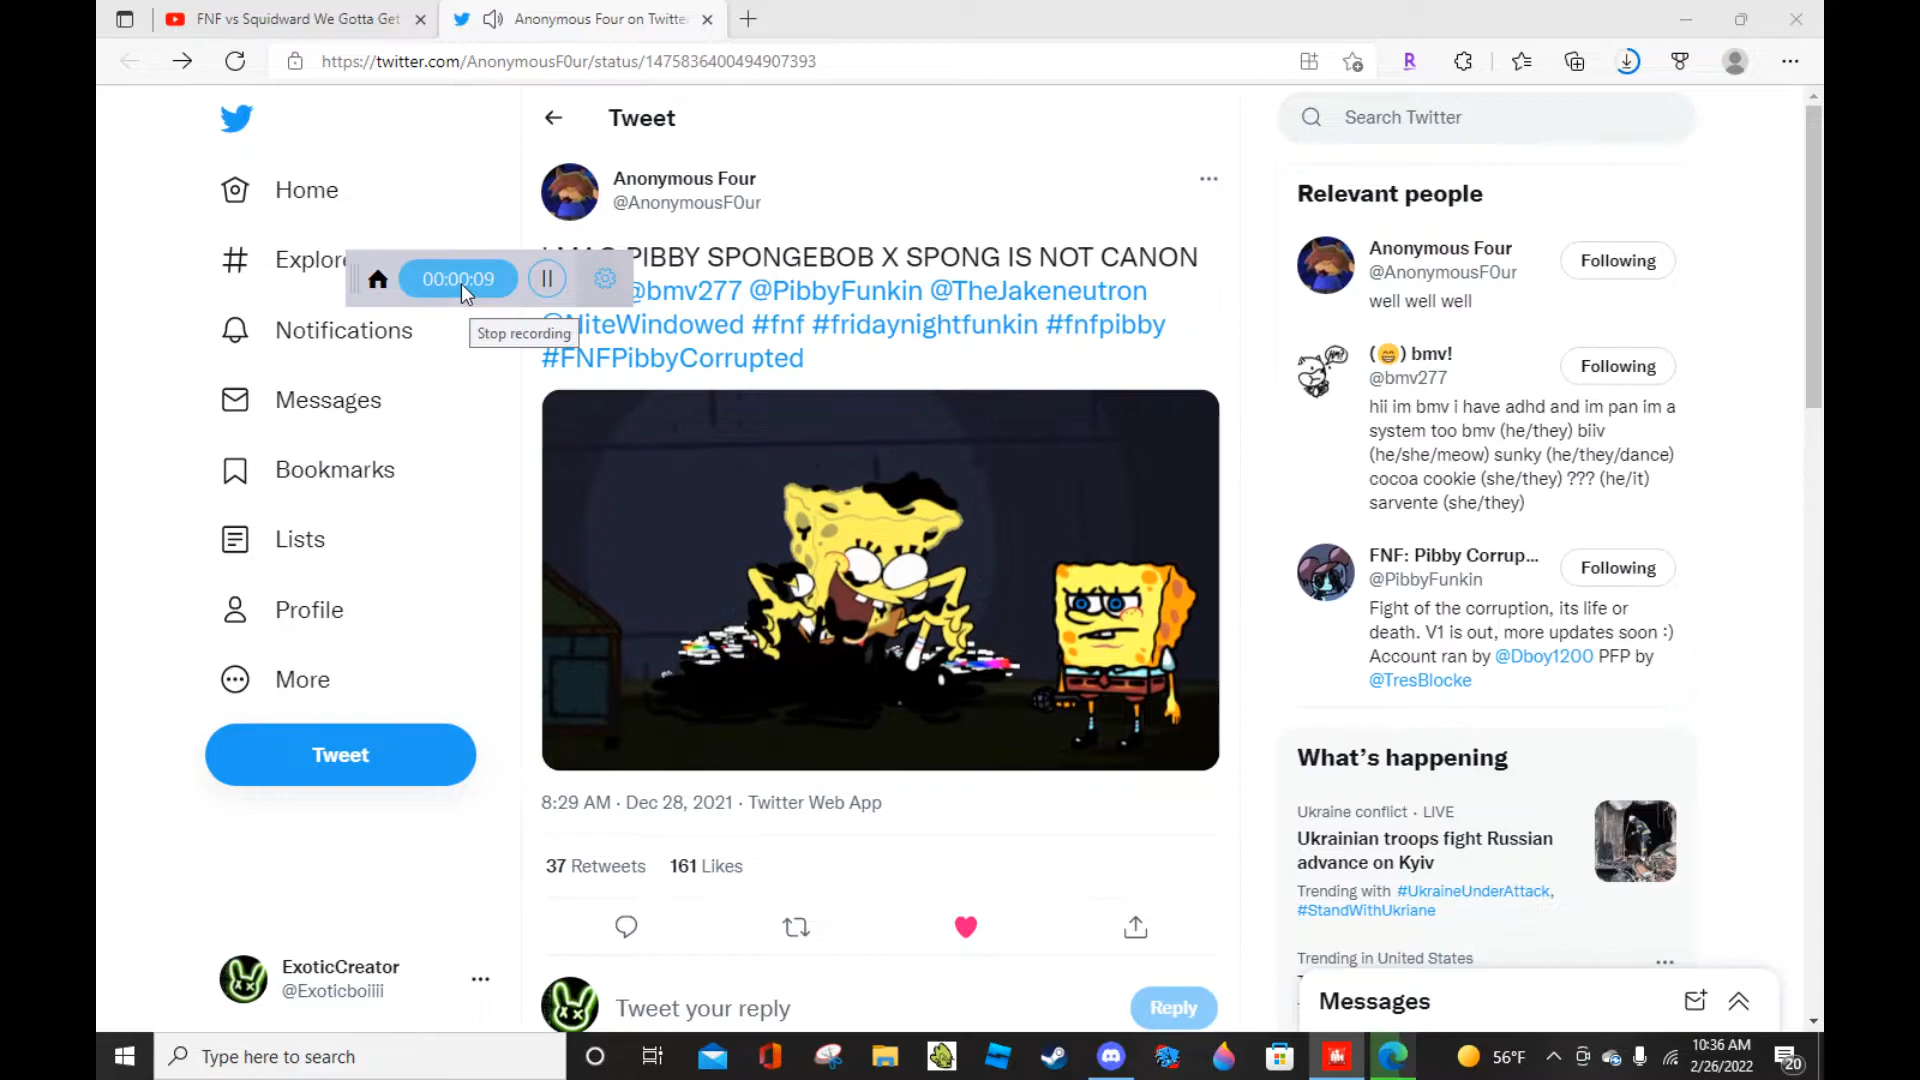 FNF vs Squidward We Gotta Get
Anonymous Four on Twitte
https://twitter.com/AnonymousF0ur/status/1475836400494907393
Home
Explore
Notifications
Messages
Bookmarks
Lists
Profile
More
Tweet
ExoticCreator
@Exoticboiiii
00:00:09
Stop recording
Tweet
Anonymous Four
@AnonymousF0ur
PIBBY SPONGEBOB X SPONG IS NOT CANON
@bmv277 @PibbyFunkin @TheJakeneutron
@NiteWindowed #fnf #fridaynightfunkin #fnfpibby
#FNFPibbyCorrupted
8:29 AM · Dec 28, 2021 · Twitter Web App
37 Retweets 161 Likes
Tweet your reply
Reply
Search Twitter
Relevant people
Anonymous Four
@AnonymousF0ur
Following
well well well
(😄) bmv!
@bmv277
Following
hii im bmv i have adhd and im pan im a
system too bmv (he/they) biiv
(he/she/meow) sunky (he/they/dance)
cocoa cookie (she/they) ??? (he/it)
sarvente (she/they)
FNF: Pibby Corrup...
@PibbyFunkin
Following
Fight of the corruption, its life or
death. V1 is out, more updates soon :)
Account ran by @Dboy1200 PFP by
@TresBlocke
What's happening
Ukraine conflict · LIVE
Ukrainian troops fight Russian
advance on Kyiv
Trending with #UkraineUnderAttack,
#StandWithUkriane
Trending in United States
Messages
Type here to search
56°F
10:36 AM
2/26/2022
20